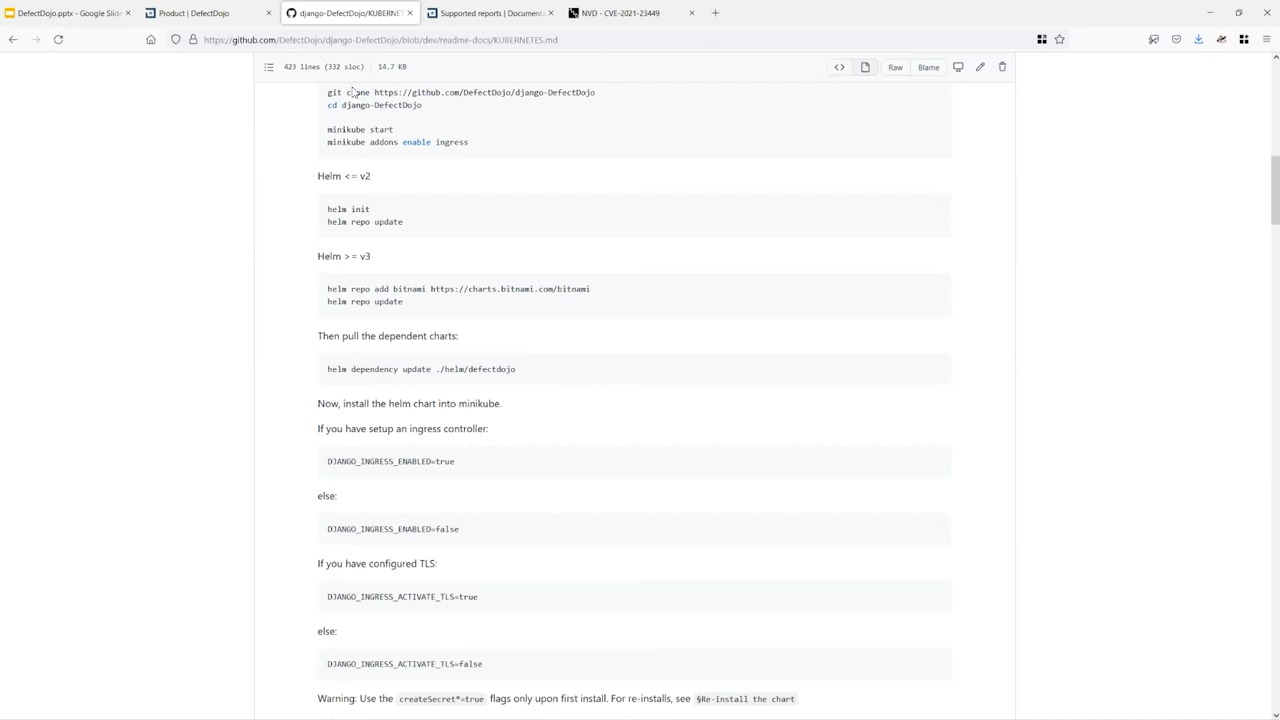 DefectDojo.pptx - Google Slide
Product | DefectDojo
django-DefectDojo/KUBERNET
Supported reports | Documenta
NVD - CVE-2021-23449
https://github.com/DefectDojo/django-DefectDojo/blob/dev/readme-docs/KUBERNETES.md
423 lines (332 sloc) 14.7 KB
Raw
Blame
git clone https://github.com/DefectDojo/django-DefectDojo
cd django-DefectDojo
minikube start
minikube addons enable ingress
Helm <= v2
helm init
helm repo update
Helm >= v3
helm repo add bitnami https://charts.bitnami.com/bitnami
helm repo update
Then pull the dependent charts:
helm dependency update ./helm/defectdojo
Now, install the helm chart into minikube.
If you have setup an ingress controller:
DJANGO_INGRESS_ENABLED=true
else:
DJANGO_INGRESS_ENABLED=false
If you have configured TLS:
DJANGO_INGRESS_ACTIVATE_TLS=true
else:
DJANGO_INGRESS_ACTIVATE_TLS=false
Warning: Use the createSecret*=true flags only upon first install. For re-installs, see §Re-install the chart